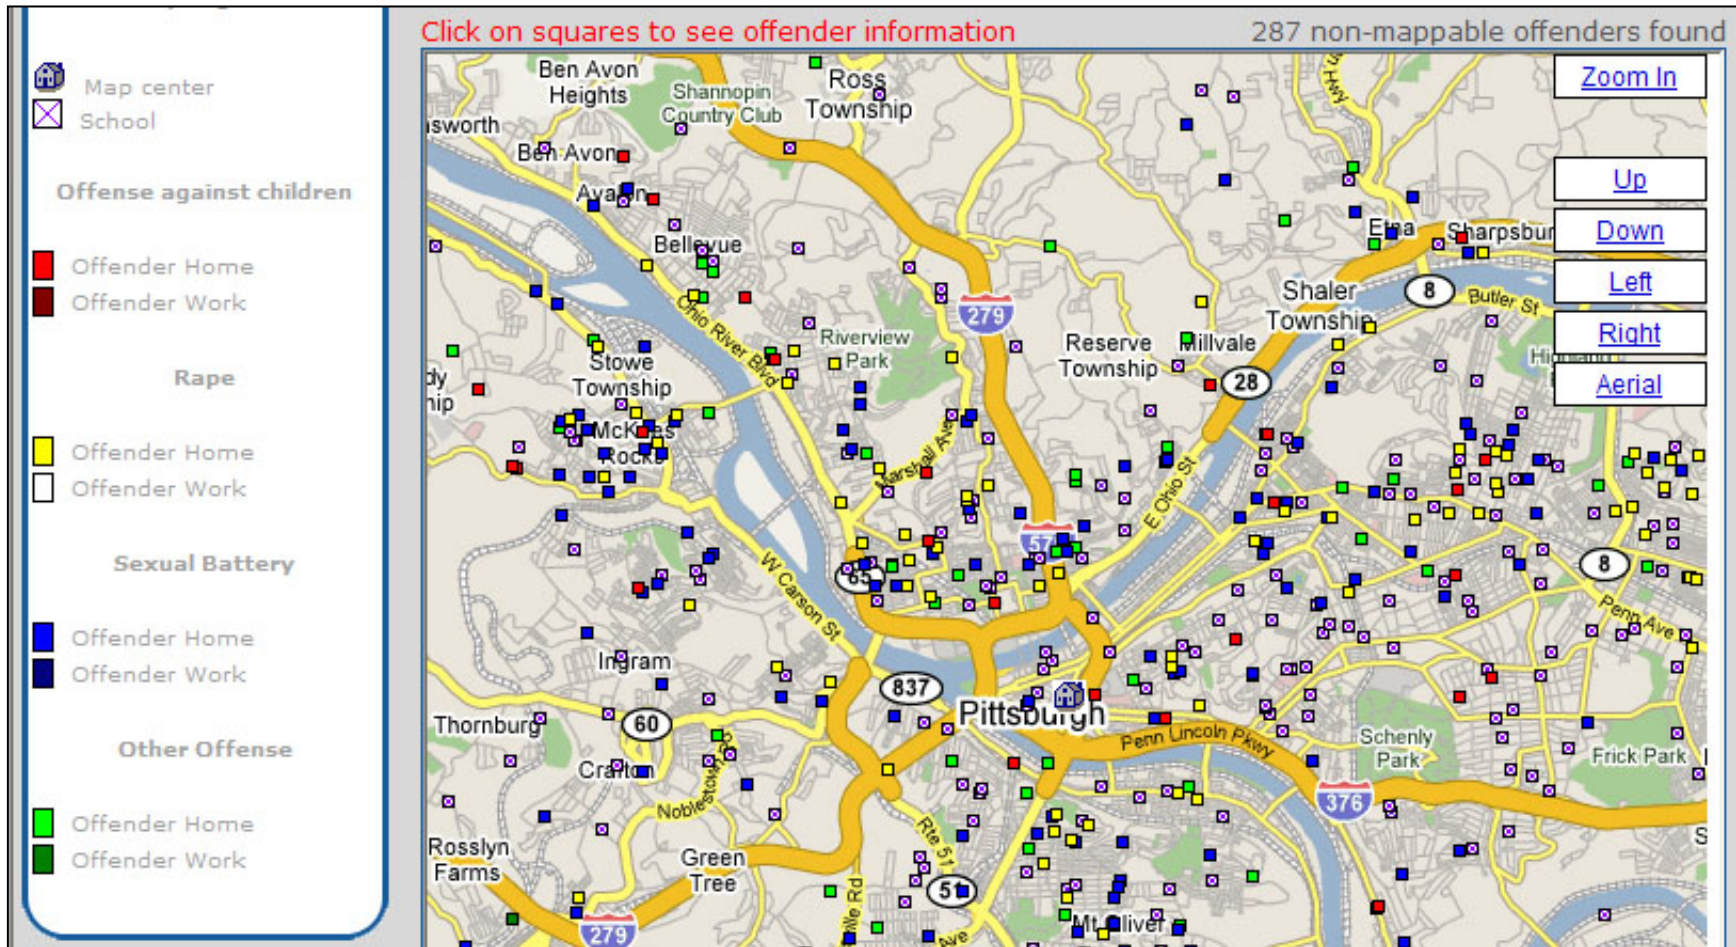 Click on squares to see offender information
287 non-mappable offenders found
Map center
School
Offense against children
Offender Home
Offender Work
Rape
Offender Home
Offender Work
Sexual Battery
Offender Home
Offender Work
Other Offense
Offender Home
Offender Work
Zoom In
Up
Down
Left
Right
Aerial
Ben Avon
Heights
Shannopin
Country Club
Ross
Township
Ben Avon
Avalon
Bellevue
Etna
Ohio River Blvd
279
Shaler
Township
8
Butler St
Riverview
Park
Reserve
Township
Millvale
Stowe
Township
28
McKees
Rocks
Marshall Ave
E Ohio St
W Carson St
65
8
Penn Ave
Ingram
837
Thornburg
60
Pittsburgh
Penn Lincoln Pkwy
Schenly
Park
Frick Park
Crafton
376
Rte 51
Rosslyn
Farms
Green
Tree
51
Mt Oliver
279
Ave